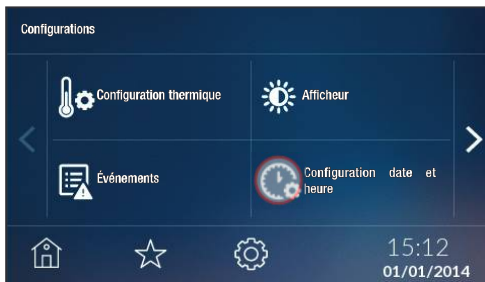 Configurations
Configuration thermique
Afficheur
Événements
Configuration date et
heure
15:12
01/01/2014